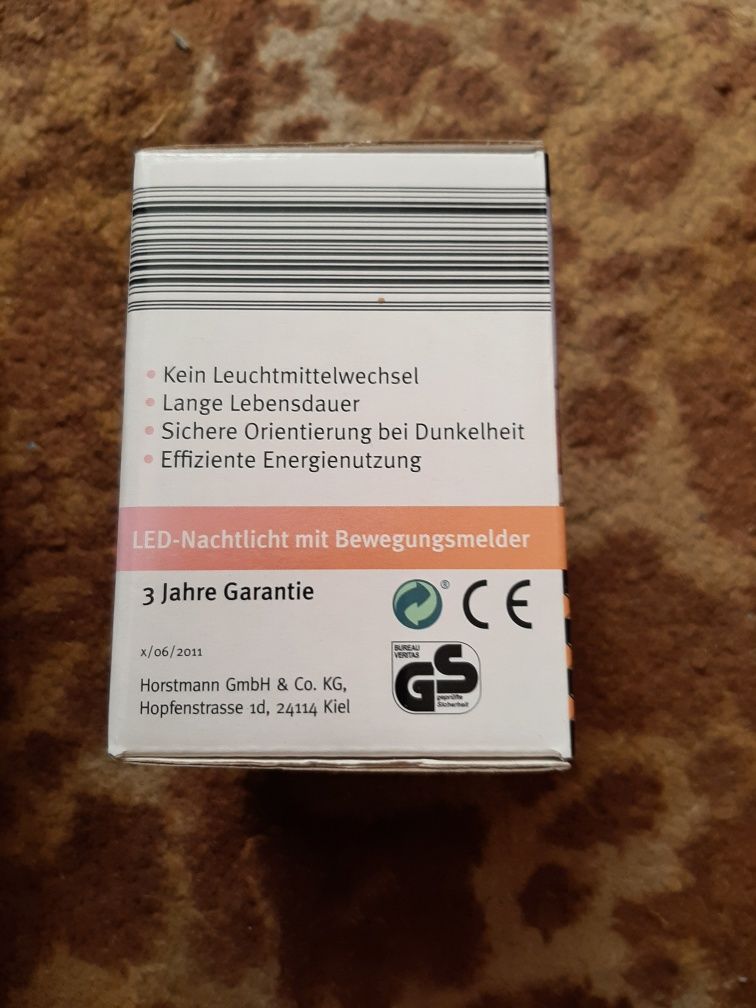 Kein Leuchtmittelwechsel
Lange Lebensdauer
Sichere Orientierung bei Dunkelheit
Effiziente Energienutzung
LED-Nachtlicht mit Bewegungsmelder
3 Jahre Garantie
® CE
x/06/2011
BUREAU
VERITAS
GS
geprüfte
Sicherheit
Horstmann GmbH & Co. KG,
Hopfenstrasse 1d, 24114 Kiel